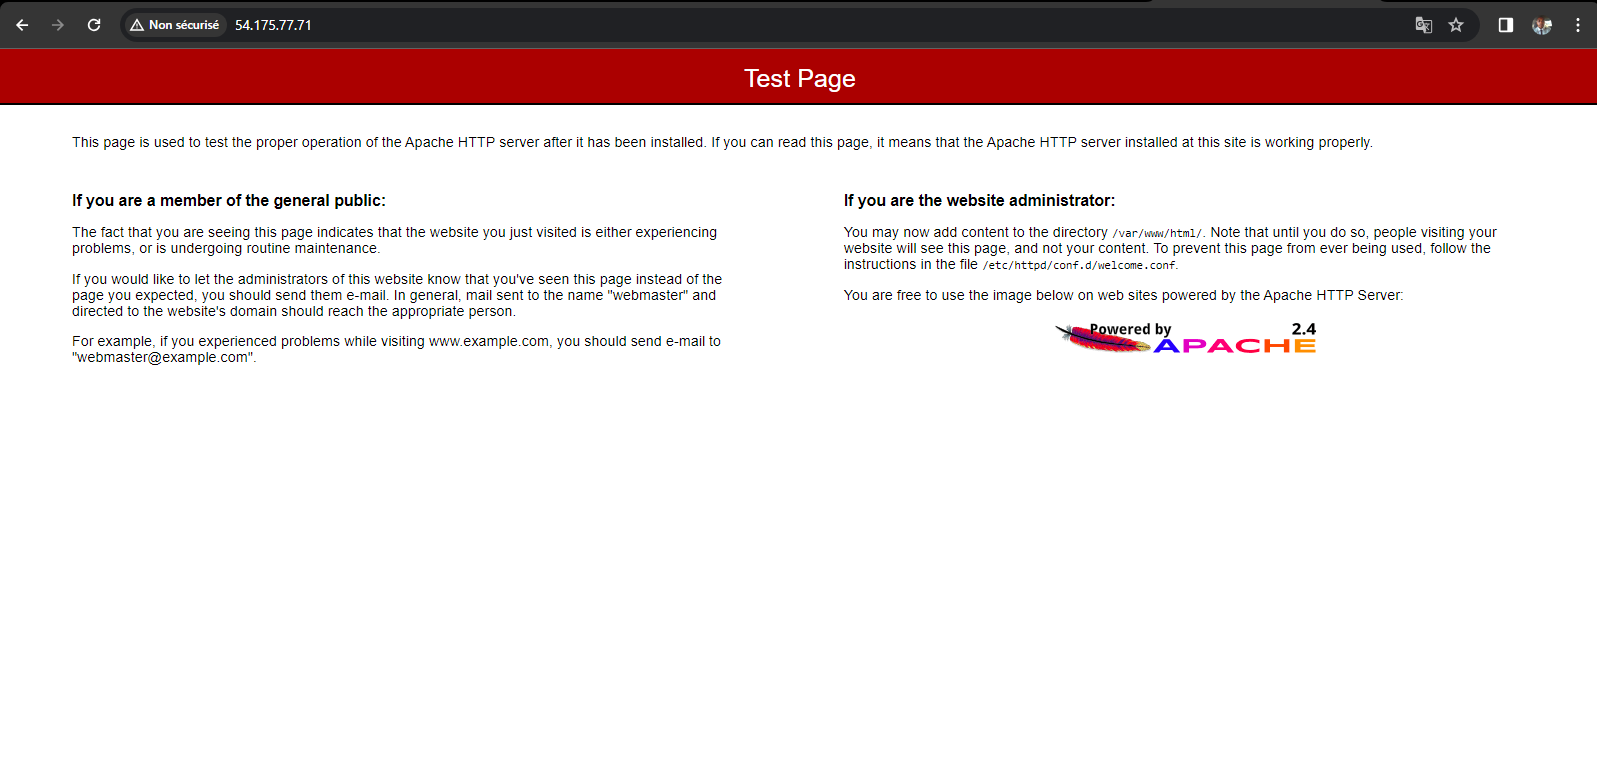 Non sécurisé 54.175.77.71
Test Page
This page is used to test the proper operation of the Apache HTTP server after it has been installed. If you can read this page, it means that the Apache HTTP server installed at this site is working properly.
If you are a member of the general public:
The fact that you are seeing this page indicates that the website you just visited is either experiencing
problems, or is undergoing routine maintenance.
If you would like to let the administrators of this website know that you've seen this page instead of the
page you expected, you should send them e-mail. In general, mail sent to the name "webmaster" and
directed to the website's domain should reach the appropriate person.
For example, if you experienced problems while visiting www.example.com, you should send e-mail to
"webmaster@example.com".
If you are the website administrator:
You may now add content to the directory /var/www/html/. Note that until you do so, people visiting your
website will see this page, and not your content. To prevent this page from ever being used, follow the
instructions in the file /etc/httpd/conf.d/welcome.conf.
You are free to use the image below on web sites powered by the Apache HTTP Server:
Powered by 2.4
APACHE